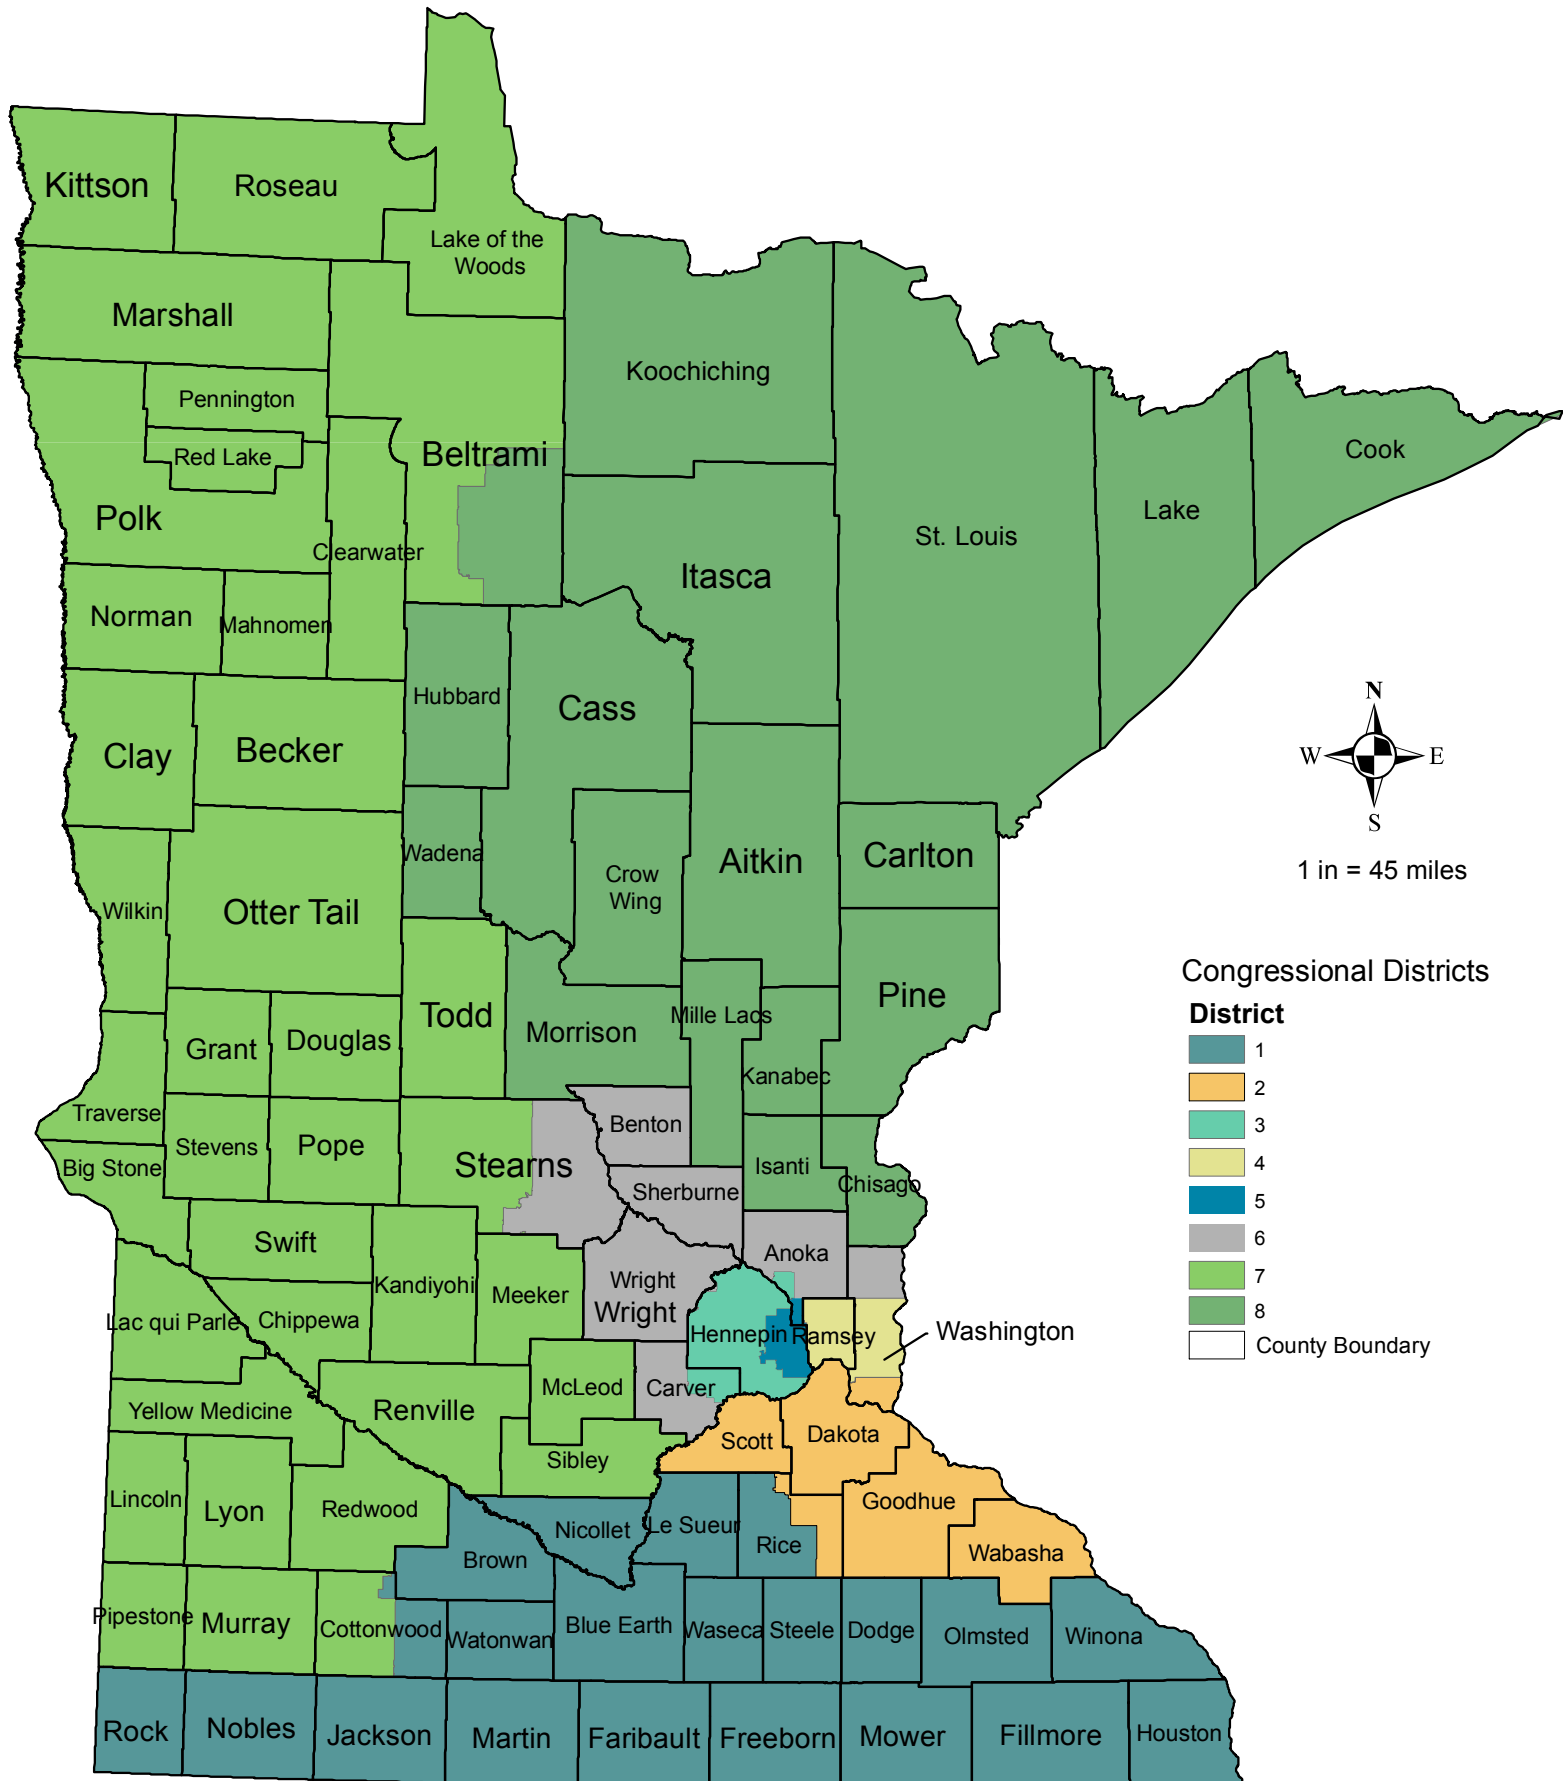 Kittson
Roseau
Lake of the
Woods
Marshall
Koochiching
Pennington
Beltrami
Red Lake
Cook
Lake
Polk
St. Louis
Clearwater
Itasca
Norman
Mahnomen
Hubbard
Cass
N
Clay
Becker
W
E
S
Wadena
Aitkin
Carlton
1 in = 45 miles
Crow
Wing
Wilkin
Otter Tail
Congressional Districts
Pine
District
Todd
Mille Lacs
Morrison
Grant
Douglas
1
Kanabec
2
Traverse
Benton
3
Stevens
Pope
Stearns
Isanti
4
Big Stone
Sherburne
Chisago
5
Swift
Anoka
6
Kandiyohi
Meeker
Wright
7
Wright
8
Lac qui Parle
Chippewa
Hennepin
Ramsey
Washington
County Boundary
McLeod
Carver
Yellow Medicine
Renville
Scott
Dakota
Sibley
Lincoln
Lyon
Redwood
Goodhue
Nicollet
Le Sueur
Rice
Brown
Wabasha
Pipestone
Murray
Cottonwood
Watonwan
Blue Earth
Waseca
Steele
Dodge
Olmsted
Winona
Rock
Nobles
Jackson
Martin
Faribault
Freeborn
Mower
Fillmore
Houston